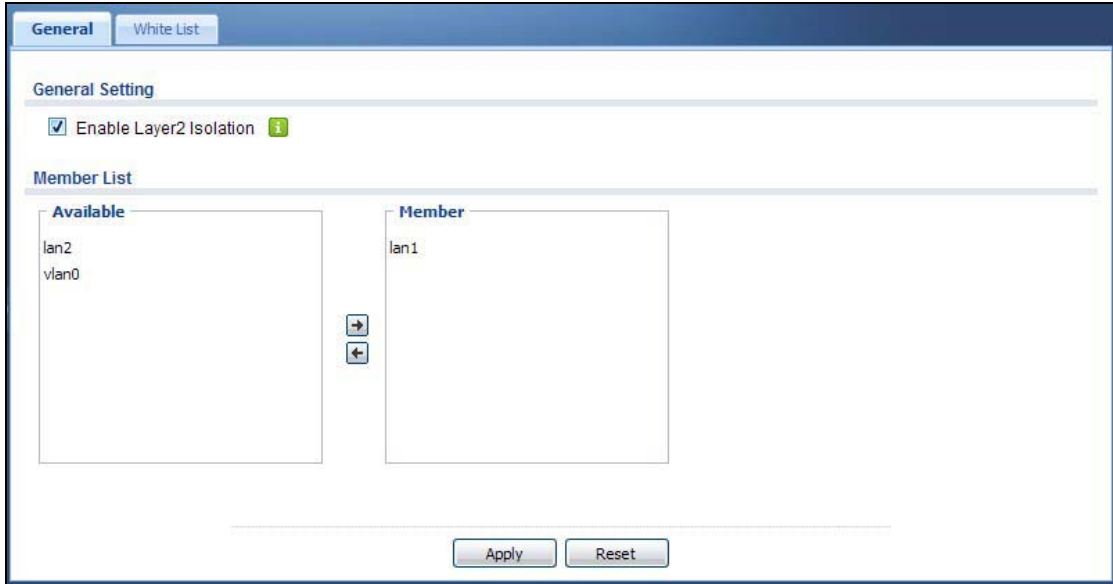 General
White List
General Setting
Enable Layer2 Isolation
Member List
Available
lan2
vlan0
Member
lan1
Apply
Reset